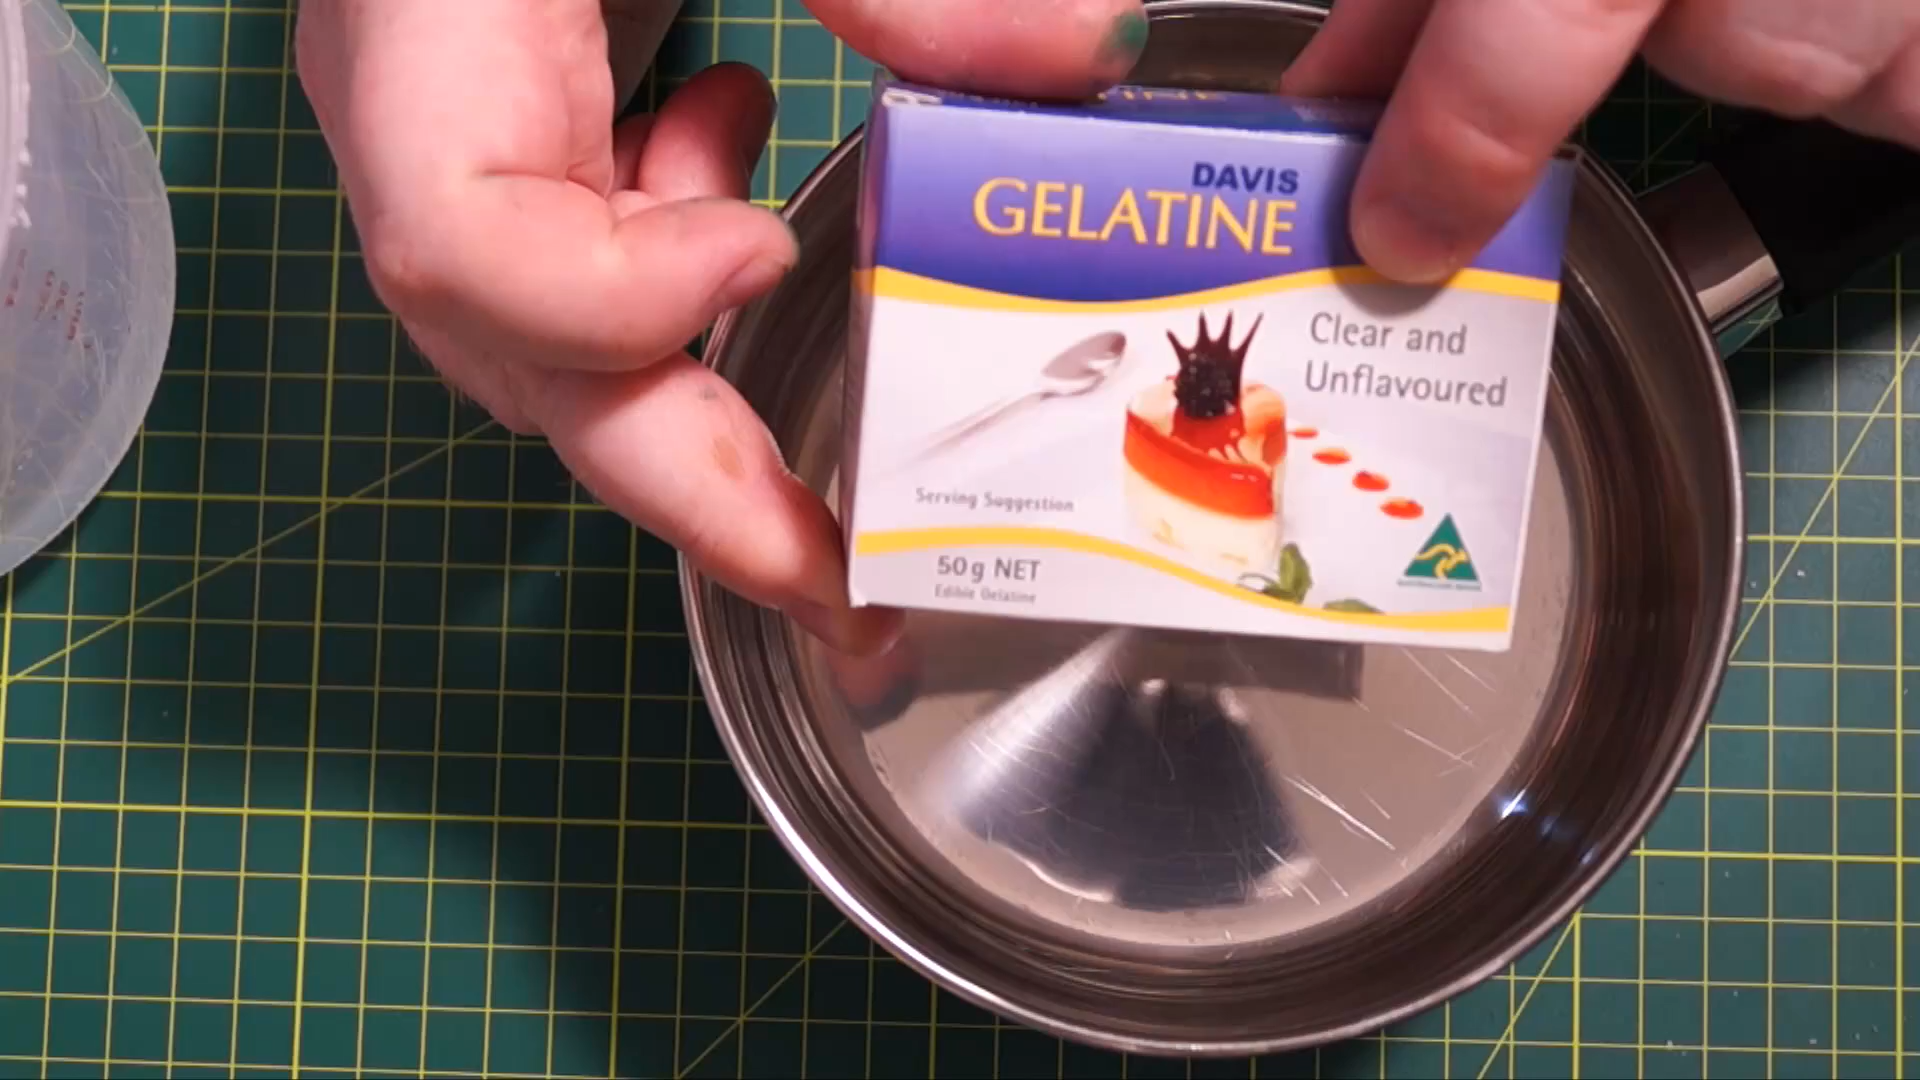 DAVIS
GELATINE
Clear and
Unflavoured
Serving Suggestion
50g NET
Edible Gelatine